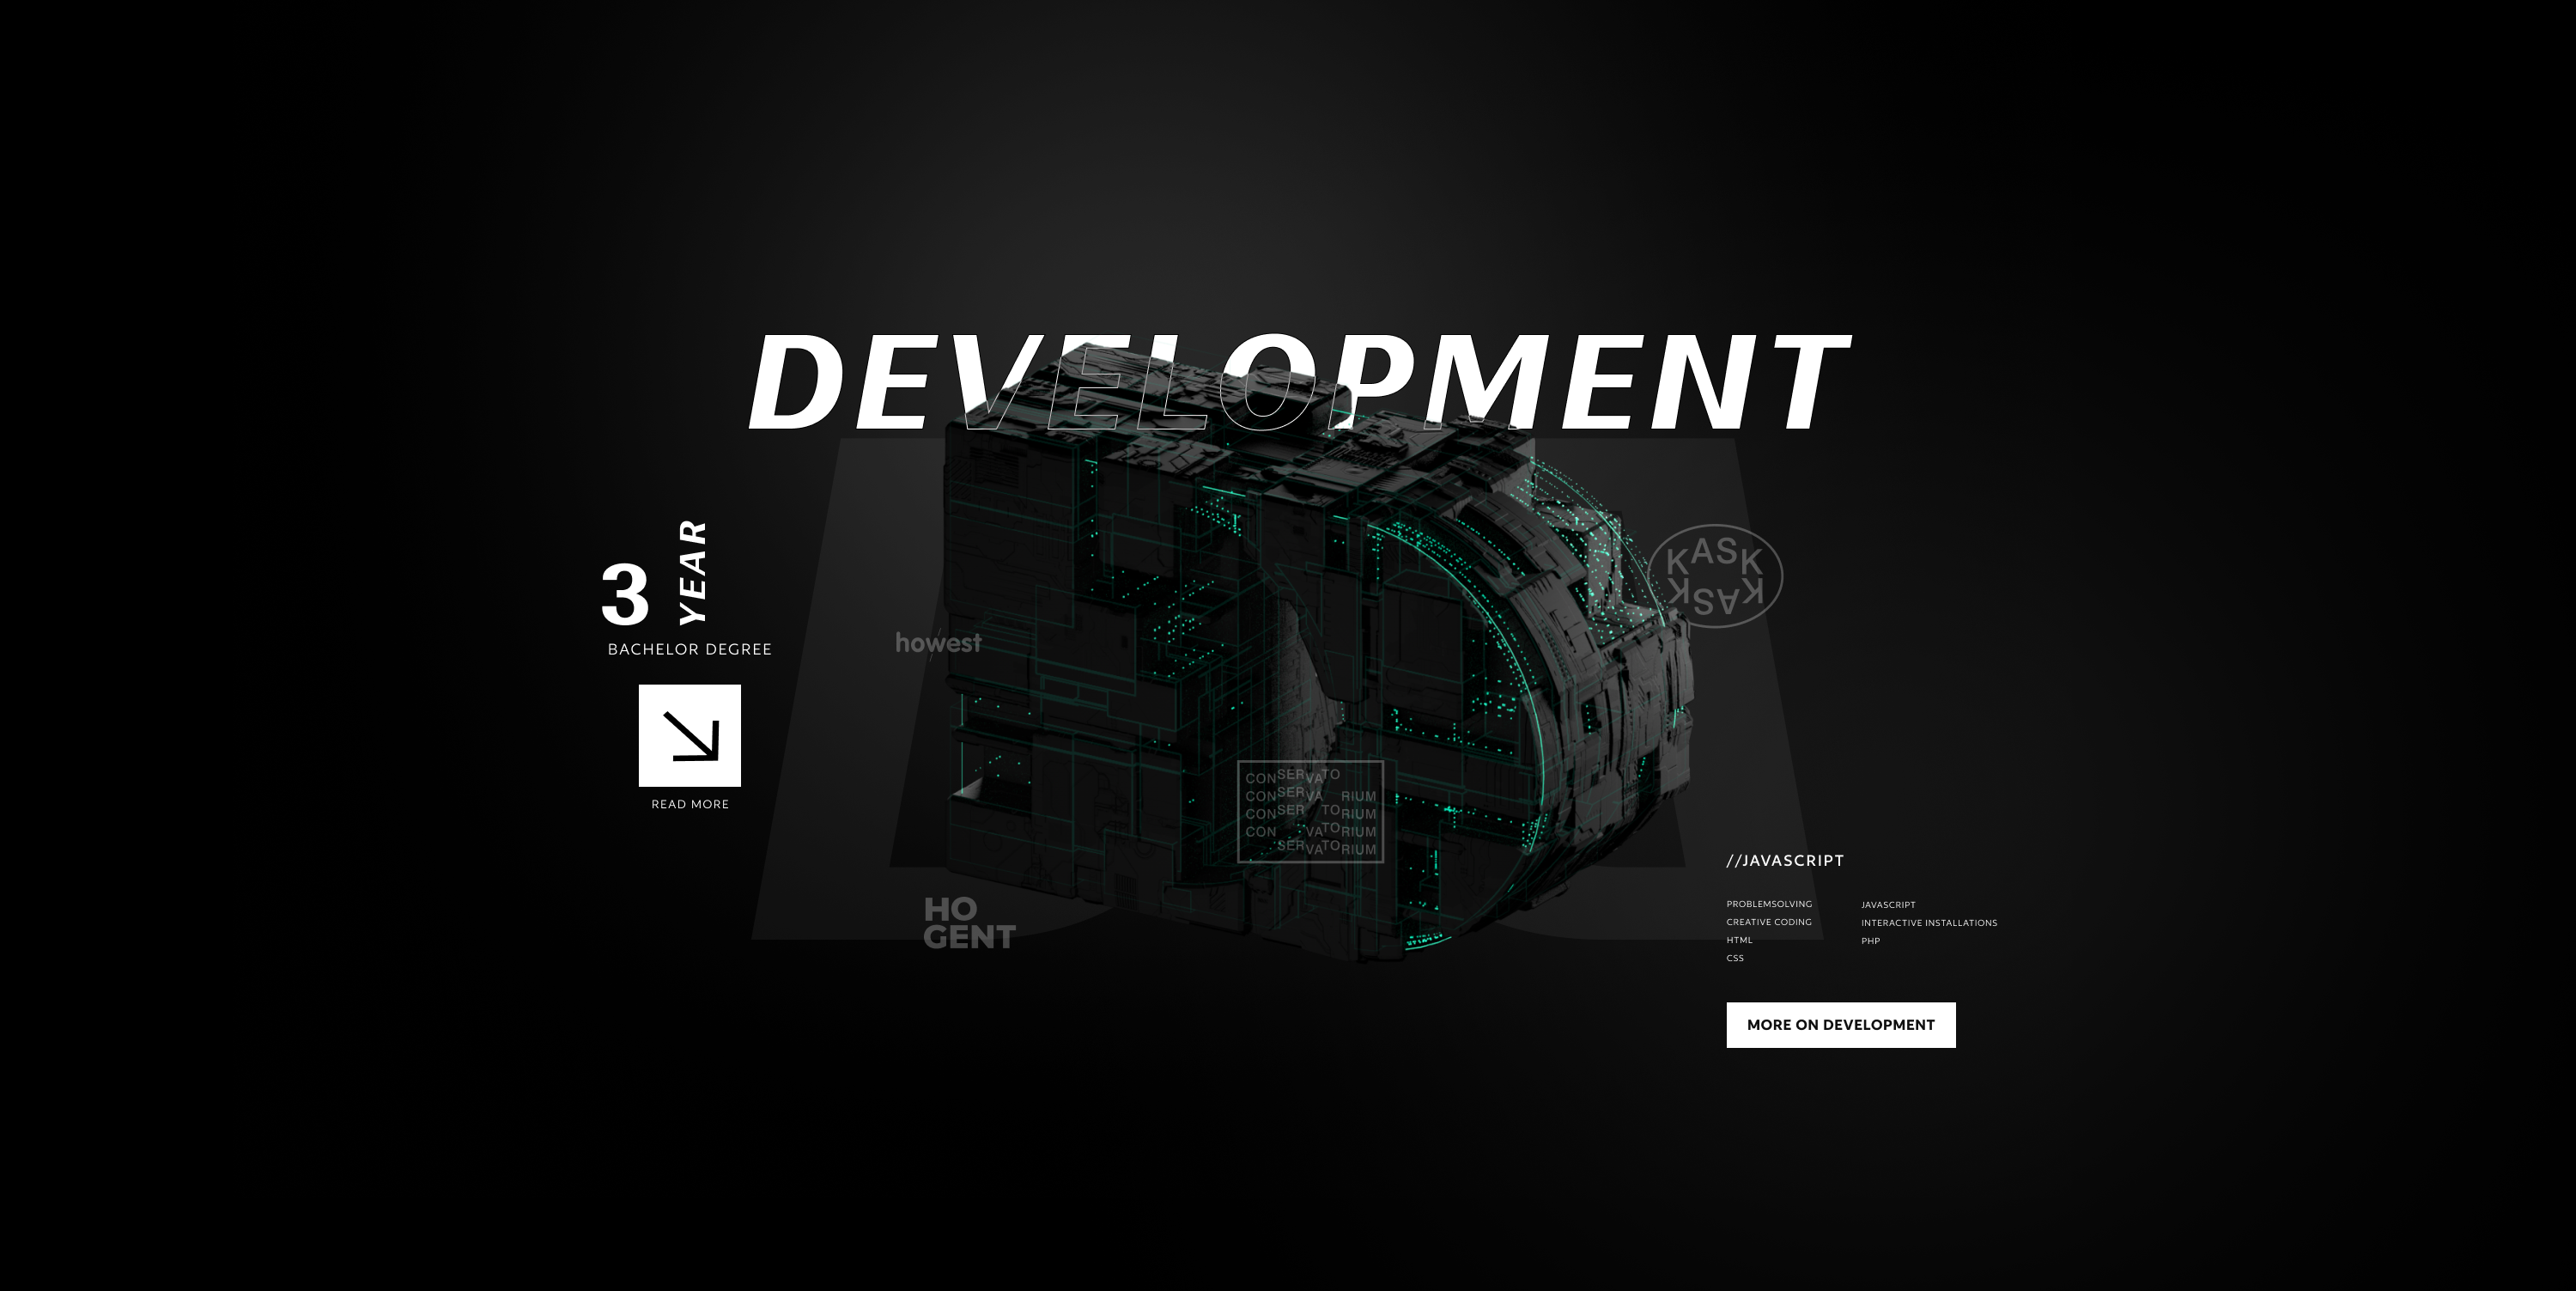 DEVELOPMENT
3 YEAR
BACHELOR DEGREE
READ MORE
howest
KASK
KASK
CONSERVATO
CONSERVA RIUM
CONSER TORIUM
CON VATORIUM
SERVATORIUM
HO
GENT
//JAVASCRIPT
PROBLEMSOLVING
CREATIVE CODING
HTML
CSS
JAVASCRIPT
INTERACTIVE INSTALLATIONS
PHP
MORE ON DEVELOPMENT